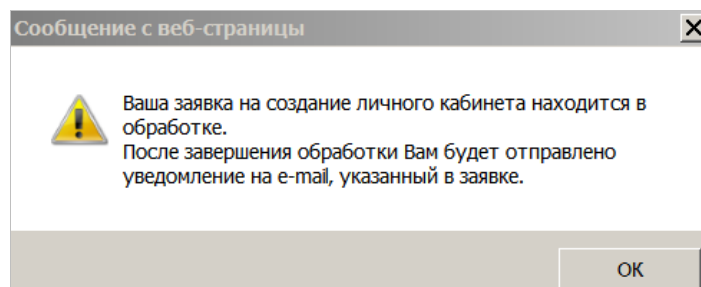 Сообщение с веб-страницы
Ваша заявка на создание личного кабинета находится в
обработке.
После завершения обработки Вам будет отправлено
уведомление на e-mail, указанный в заявке.
ОК